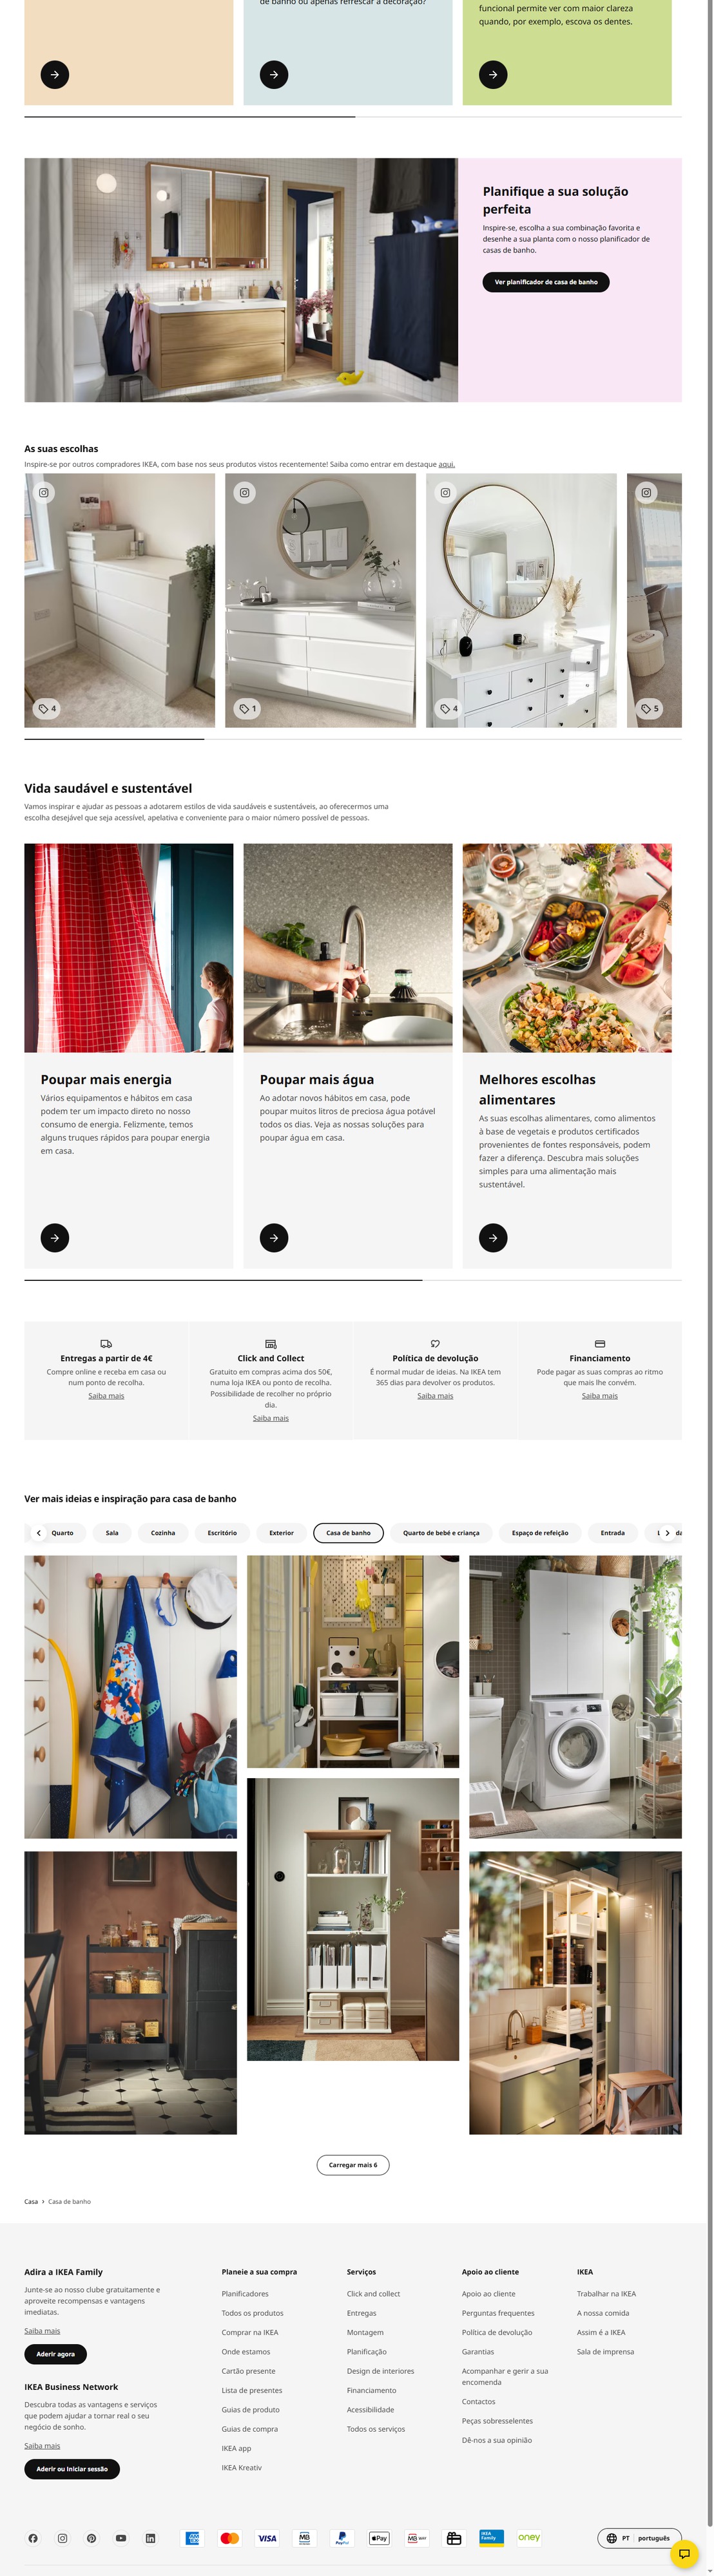 de banho ou apenas refrescar a decoração?
funcional permite ver com maior clareza
quando, por exemplo, escova os dentes.
Planifique a sua solução
perfeita
Inspire-se, escolha a sua combinação favorita e
desenhe a sua planta com o nosso planificador de
casas de banho.
Ver planificador de casa de banho
As suas escolhas
Inspire-se por outros compradores IKEA, com base nos seus produtos vistos recentemente! Saiba como entrar em destaque aqui.
4
1
4
5
Vida saudável e sustentável
Vamos inspirar e ajudar as pessoas a adotarem estilos de vida saudáveis e sustentáveis, ao oferecermos uma
escolha desejável que seja acessível, apelativa e conveniente para o maior número possível de pessoas.
Poupar mais energia
Vários equipamentos e hábitos em casa
podem ter um impacto direto no nosso
consumo de energia. Felizmente, temos
alguns truques rápidos para poupar energia
em casa.
Poupar mais água
Ao adotar novos hábitos em casa, pode
poupar muitos litros de preciosa água potável
todos os dias. Veja as nossas soluções para
poupar água em casa.
Melhores escolhas
alimentares
As suas escolhas alimentares, como alimentos
à base de vegetais e produtos certificados
provenientes de fontes responsáveis, podem
fazer a diferença. Descubra mais soluções
simples para uma alimentação mais
sustentável.
Entregas a partir de 4€
Compre online e receba em casa ou
num ponto de recolha.
Saiba mais
Click and Collect
Gratuito em compras acima dos 50€,
numa loja IKEA ou ponto de recolha.
Possibilidade de recolher no próprio
dia.
Saiba mais
Política de devolução
É normal mudar de ideias. Na IKEA tem
365 dias para devolver os produtos.
Saiba mais
Financiamento
Pode pagar as suas compras ao ritmo
que mais lhe convém.
Saiba mais
Ver mais ideias e inspiração para casa de banho
Quarto
Sala
Cozinha
Escritório
Exterior
Casa de banho
Quarto de bebé e criança
Espaço de refeição
Entrada
Carregar mais 6
Casa
Casa de banho
Adira a IKEA Family
Junte-se ao nosso clube gratuitamente e
aproveite recompensas e vantagens
imediatas.
Saiba mais
Aderir agora
IKEA Business Network
Descubra todas as vantagens e serviços
que podem ajudar a tornar real o seu
negócio de sonho.
Saiba mais
Aderir ou Iniciar sessão
Planeie a sua compra
Planificadores
Todos os produtos
Comprar na IKEA
Onde estamos
Cartão presente
Lista de presentes
Guias de produto
Guias de compra
IKEA app
IKEA Kreativ
Serviços
Click and collect
Entregas
Montagem
Planificação
Design de interiores
Financiamento
Acessibilidade
Todos os serviços
Apoio ao cliente
Apoio ao cliente
Perguntas frequentes
Política de devolução
Garantias
Acompanhar e gerir a sua
encomenda
Contactos
Peças sobresselentes
Dê-nos a sua opinião
IKEA
Trabalhar na IKEA
A nossa comida
Assim é a IKEA
Sala de imprensa
VISA
MB
PayPal
Pay
MB WAY
IKEA
Family
oney
PT
português